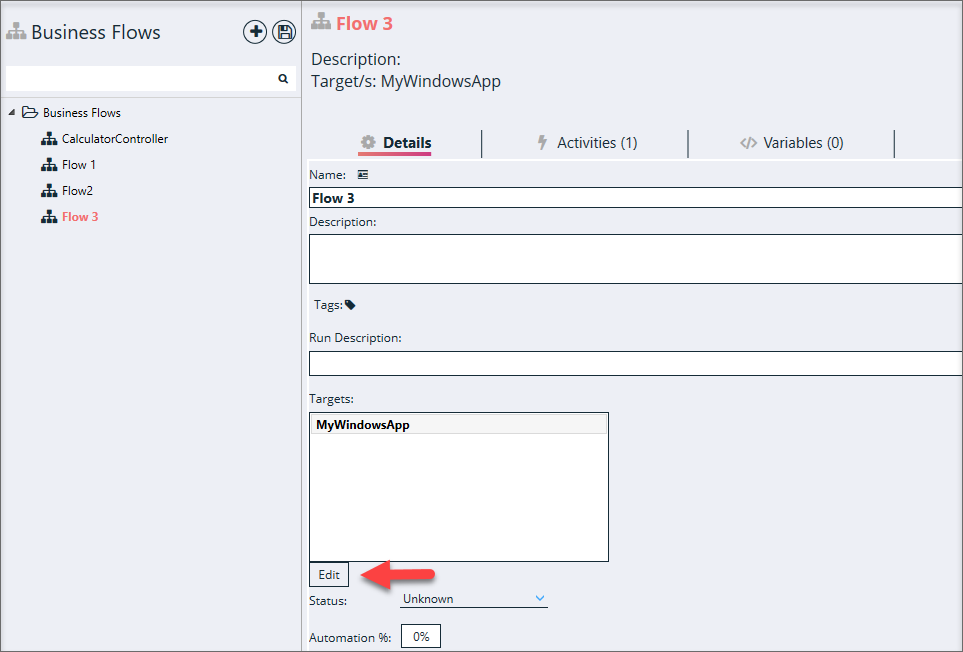 Business Flows
Business Flows
CalculatorController
Flow 1
Flow2
Flow 3
Flow 3
Description:
Target/s: MyWindowsApp
Details
Activities (1)
Variables (0)
Name:
Flow 3
Description:
Tags:
Run Description:
Targets:
MyWindowsApp
Edit
Status: Unknown
Automation %: 0%